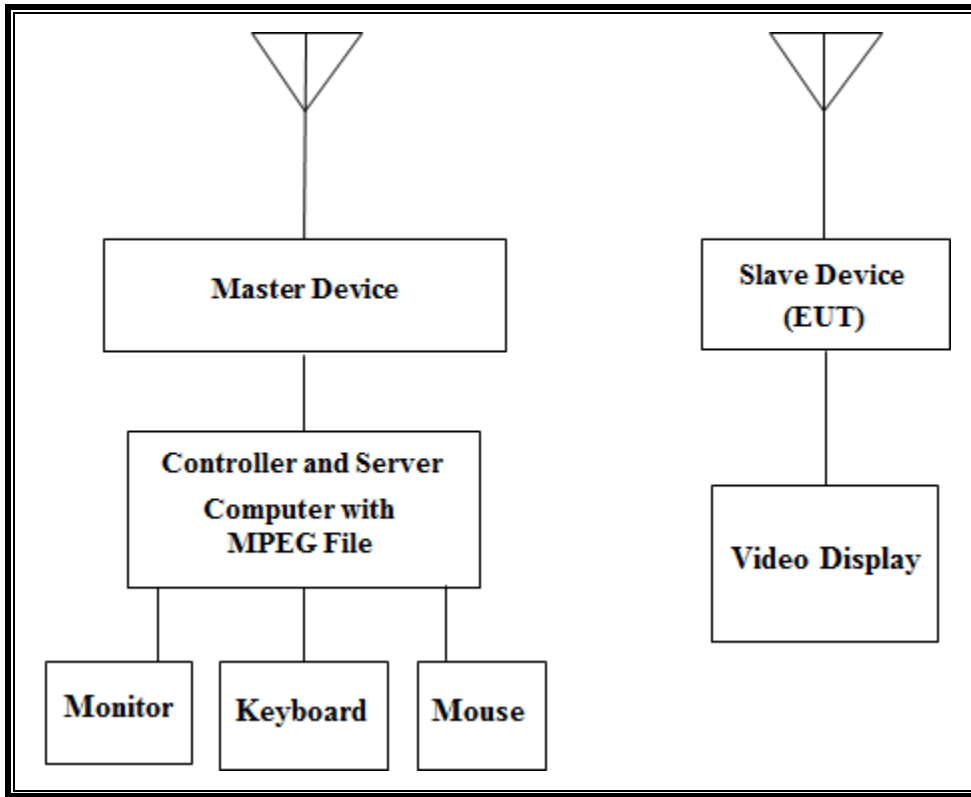 Master Device
Slave Device
(EUT)
Controller and Server
Computer with
MPEG File
Video Display
Monitor
Keyboard
Mouse